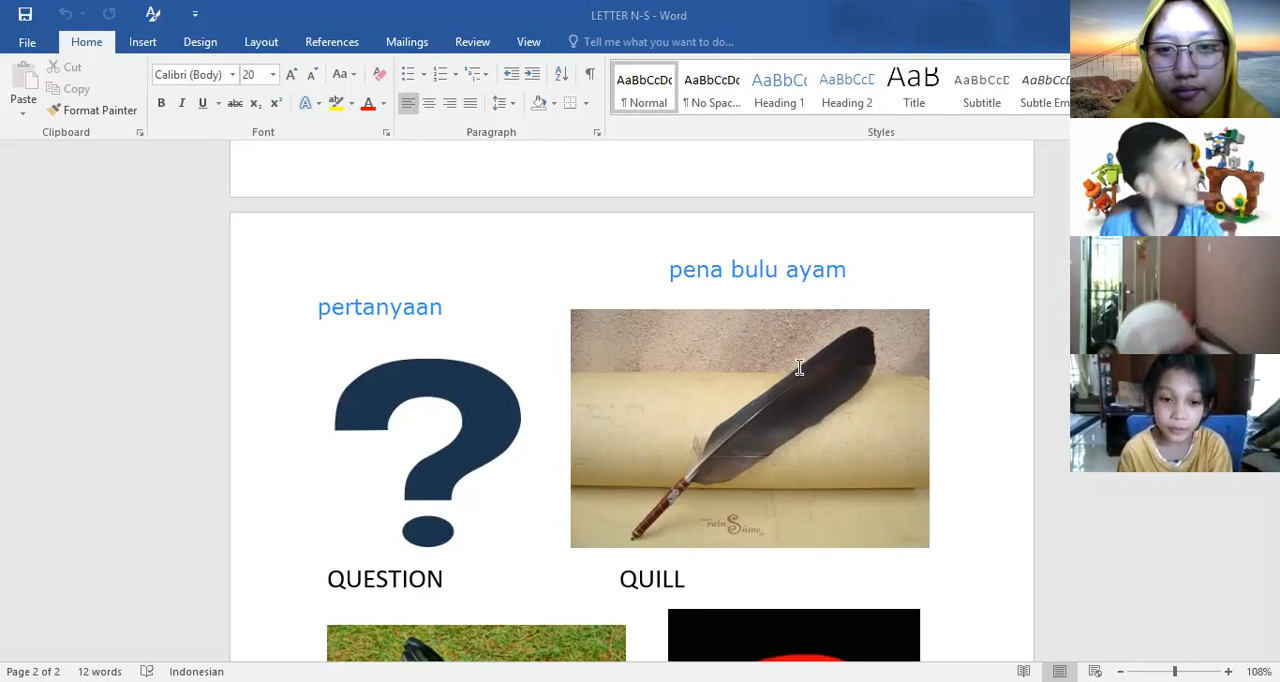 LETTER N-S - Word
File Home Insert Design Layout References Mailings Review View Tell me what you want to do...
Paste
Cut
Copy
Format Painter
Clipboard
Calibri (Body) 20
Font
Paragraph
AaBbCcDc AaBbCcDc AaBbCc AaBbCcD AaB AaBbCcD
¶ Normal ¶ No Spac... Heading 1 Heading 2 Title Subtitle Subtle Em
Styles
pena bulu ayam
pertanyaan
?
rain Shine
QUESTION QUILL
Page 2 of 2 12 words Indonesian 108%